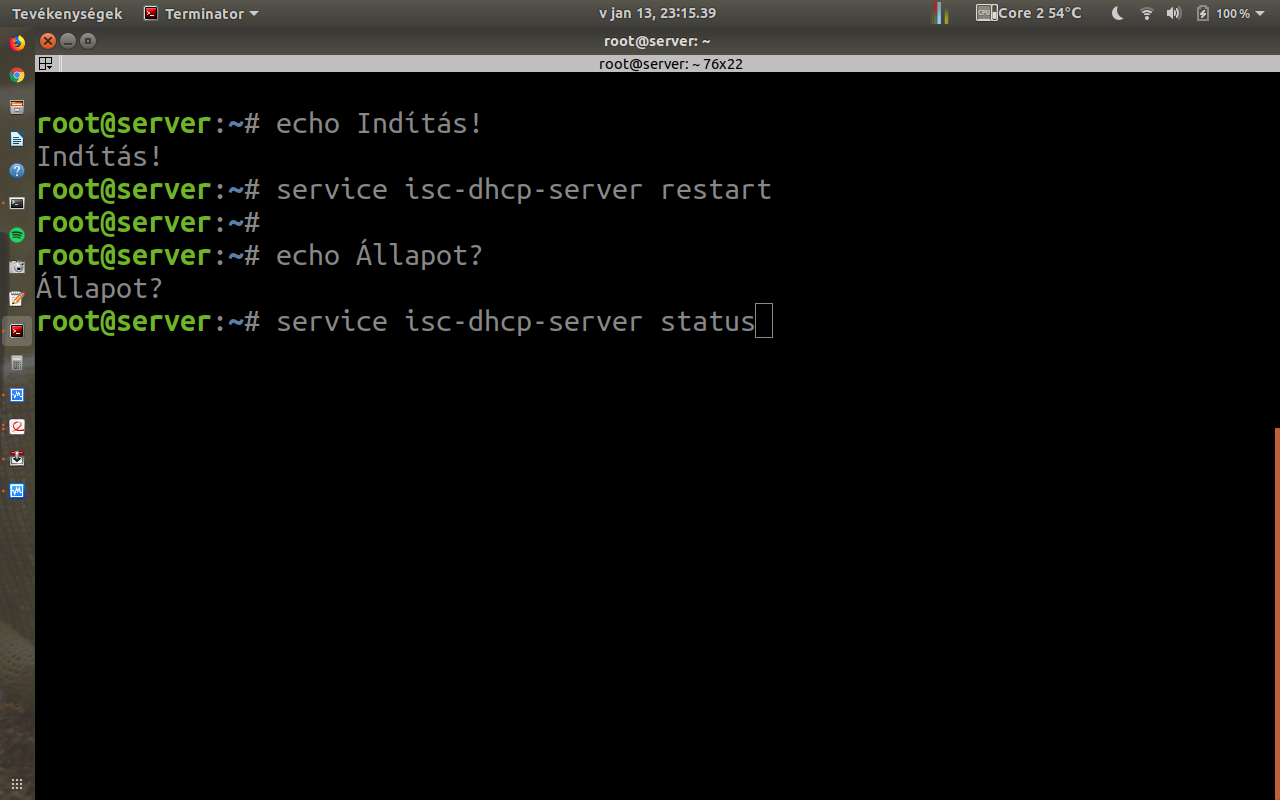 Tevékenységek Terminator v jan 13, 23:15.39 CPU Core 2 54°C 100 %
root@server: ~
root@server: ~ 76x22
root@server:~# echo Indítás!
Indítás!
root@server:~# service isc-dhcp-server restart
root@server:~#
root@server:~# echo Állapot?
Állapot?
root@server:~# service isc-dhcp-server status